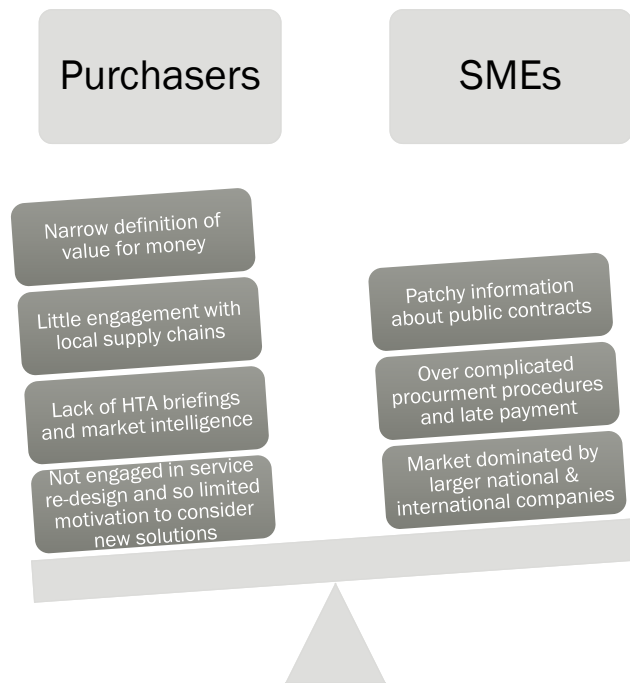 Purchasers
SMEs
Narrow definition of
value for money
Little engagement with
local supply chains
Lack of HTA briefings
and market intelligence
Not engaged in service
re-design and so limited
motivation to consider
new solutions
Patchy information
about public contracts
Over complicated
procurment procedures
and late payment
Market dominated by
larger national &
international companies